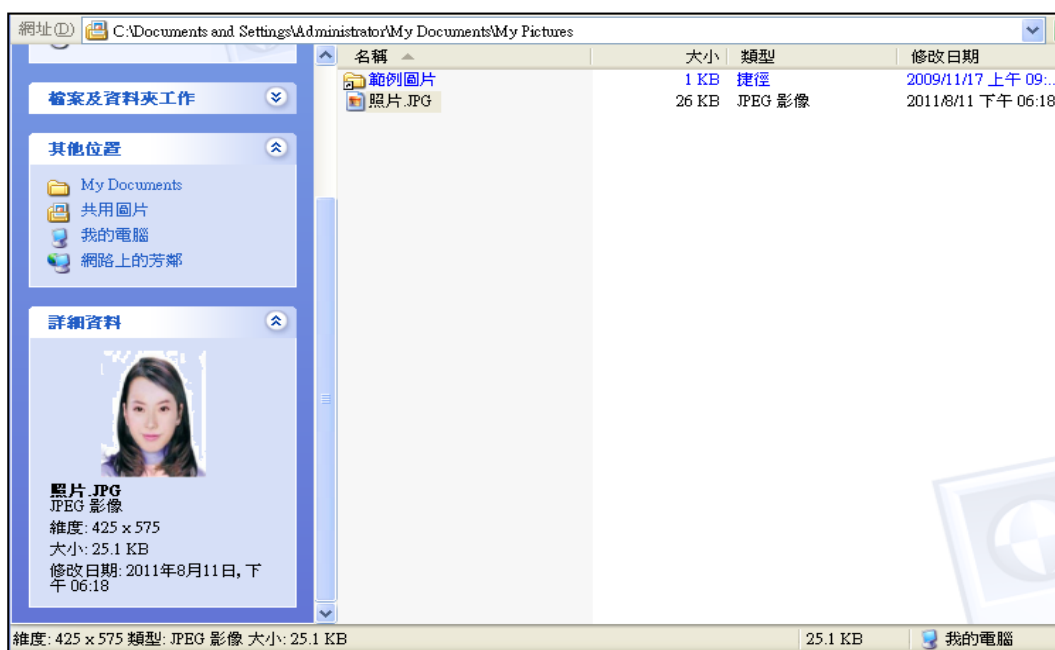 網址(D) C:\Documents and Settings\Administrator\My Documents\My Pictures
名稱 大小 類型 修改日期
範例圖片 1 KB 捷徑 2009/11/17 上午 09:...
照片.JPG 26 KB JPEG 影像 2011/8/11 下午 06:18
檔案及資料夾工作
其他位置
My Documents
共用圖片
我的電腦
網路上的芳鄰
詳細資料
照片.JPG
JPEG 影像
維度: 425 x 575
大小: 25.1 KB
修改日期: 2011年8月11日, 下
午 06:18
維度: 425 x 575 類型: JPEG 影像 大小: 25.1 KB 25.1 KB 我的電腦